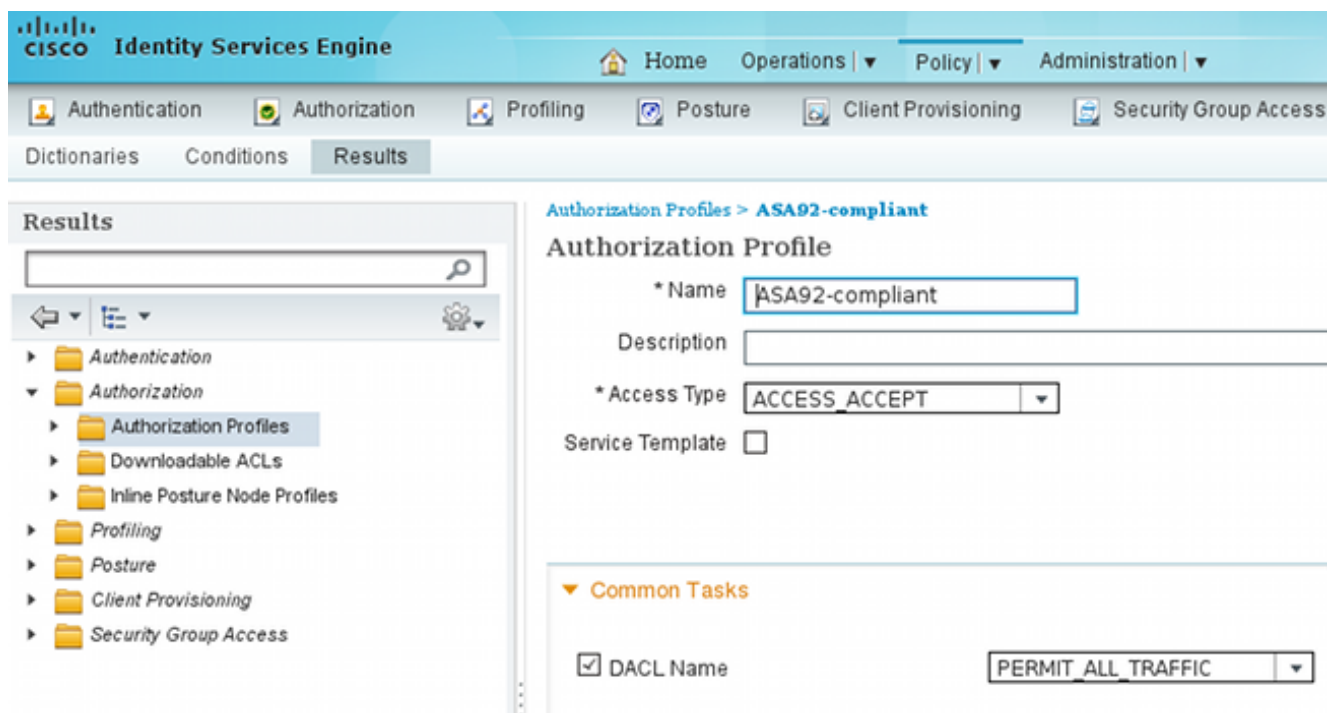 CISCO Identity Services Engine
Home Operations | ▼ Policy | ▼ Administration | ▼
Authentication Authorization Profiling Posture Client Provisioning Security Group Access
Dictionaries Conditions Results
Results
Authentication
Authorization
Authorization Profiles
Downloadable ACLs
Inline Posture Node Profiles
Profiling
Posture
Client Provisioning
Security Group Access
Authorization Profiles > ASA92-compliant
Authorization Profile
* Name ASA92-compliant
Description
* Access Type ACCESS_ACCEPT
Service Template
Common Tasks
DACL Name PERMIT_ALL_TRAFFIC